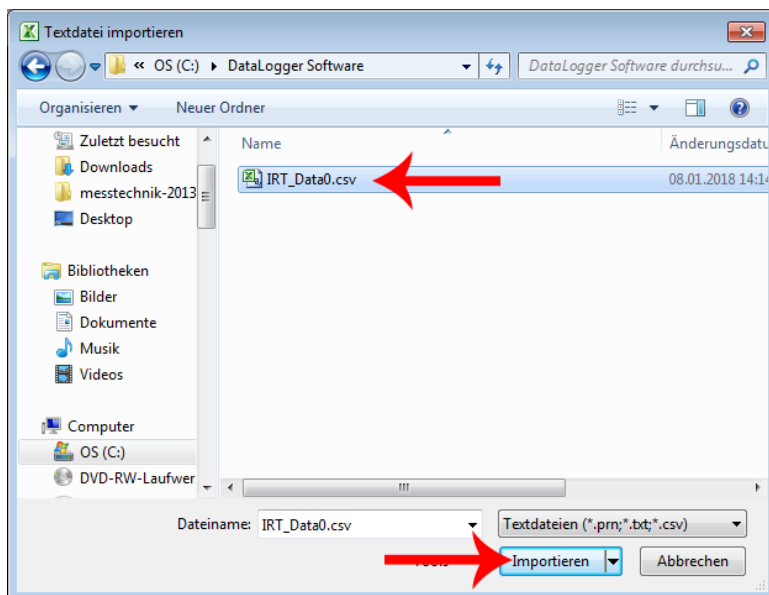 Textdatei importieren
« OS (C:) DataLogger Software
DataLogger Software durchsu...
Organisieren Neuer Ordner
Zuletzt besucht
Downloads
messtechnik-2013
Desktop
Bibliotheken
Bilder
Dokumente
Musik
Videos
Computer
OS (C:)
DVD-RW-Laufwer
Name Änderungsdatu
IRT_Data0.csv 08.01.2018 14:14
Dateiname: IRT_Data0.csv Textdateien (*.prn;*.txt;*.csv)
Importieren Abbrechen